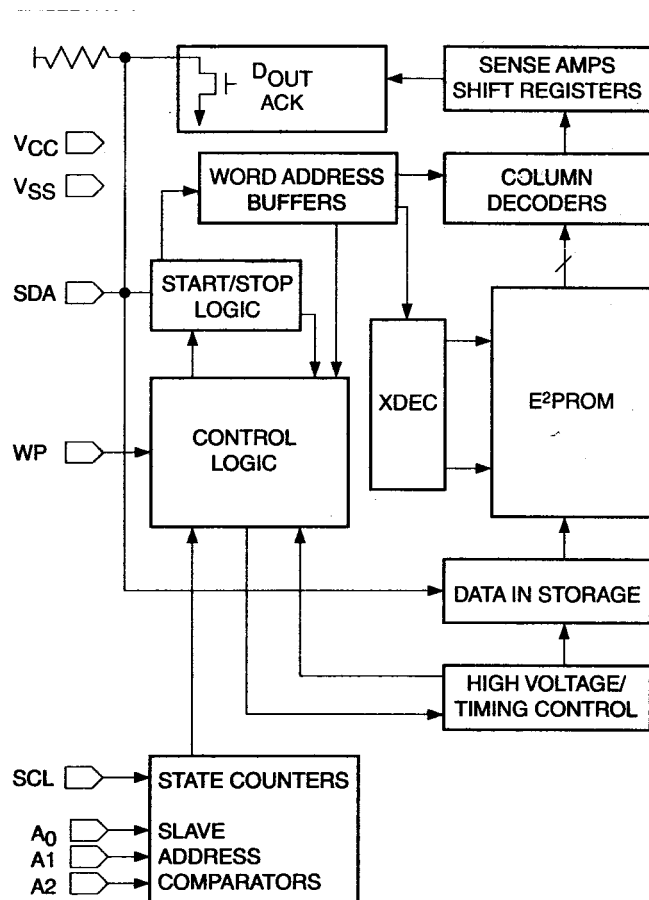 DOUT
ACK
SENSE AMPS
SHIFT REGISTERS
VCC
VSS
WORD ADDRESS
BUFFERS
COLUMN
DECODERS
SDA
START/STOP
LOGIC
XDEC
E²PROM
WP
CONTROL
LOGIC
DATA IN STORAGE
HIGH VOLTAGE/
TIMING CONTROL
SCL
STATE COUNTERS
A0
SLAVE
A1
ADDRESS
A2
COMPARATORS